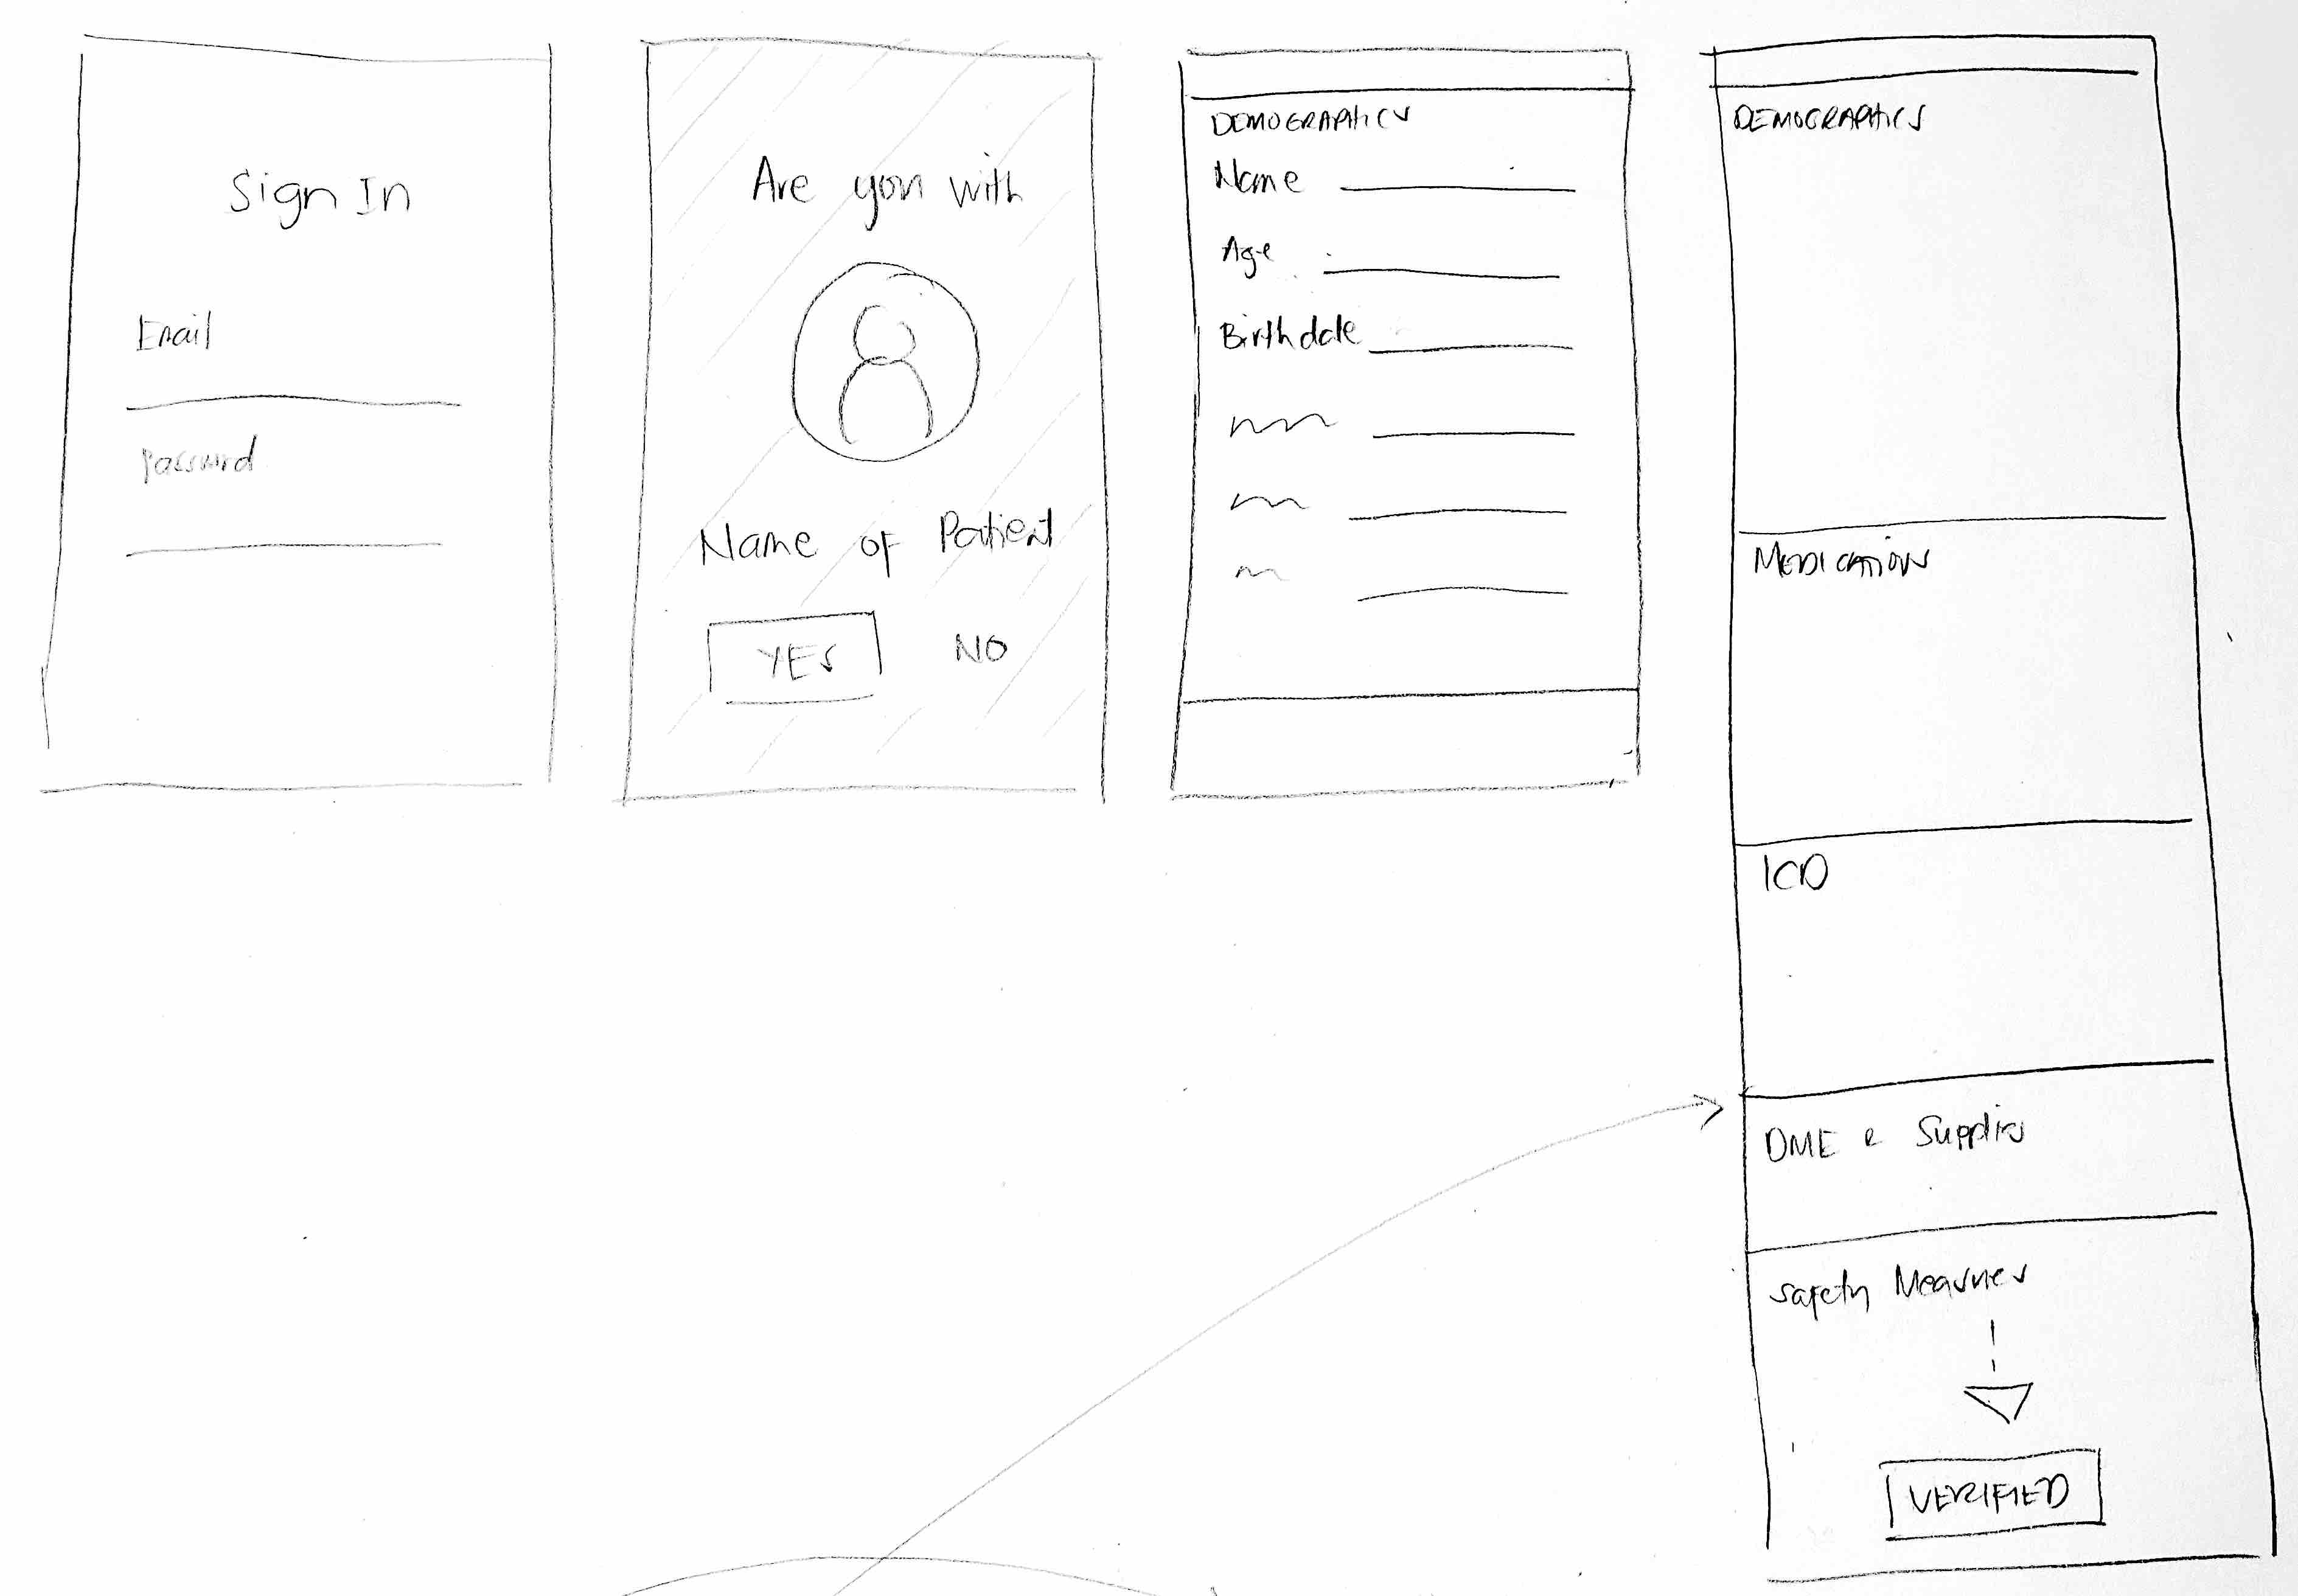 Sign In
Email
Password
Are you with
Name of Patient
YES NO
DEMOGRAPHICS
Name
Age
Birthdate
DEMOGRAPHICS
MEDICATIONS
ICD
DME & Supplies
Safety Measures
VERIFIED